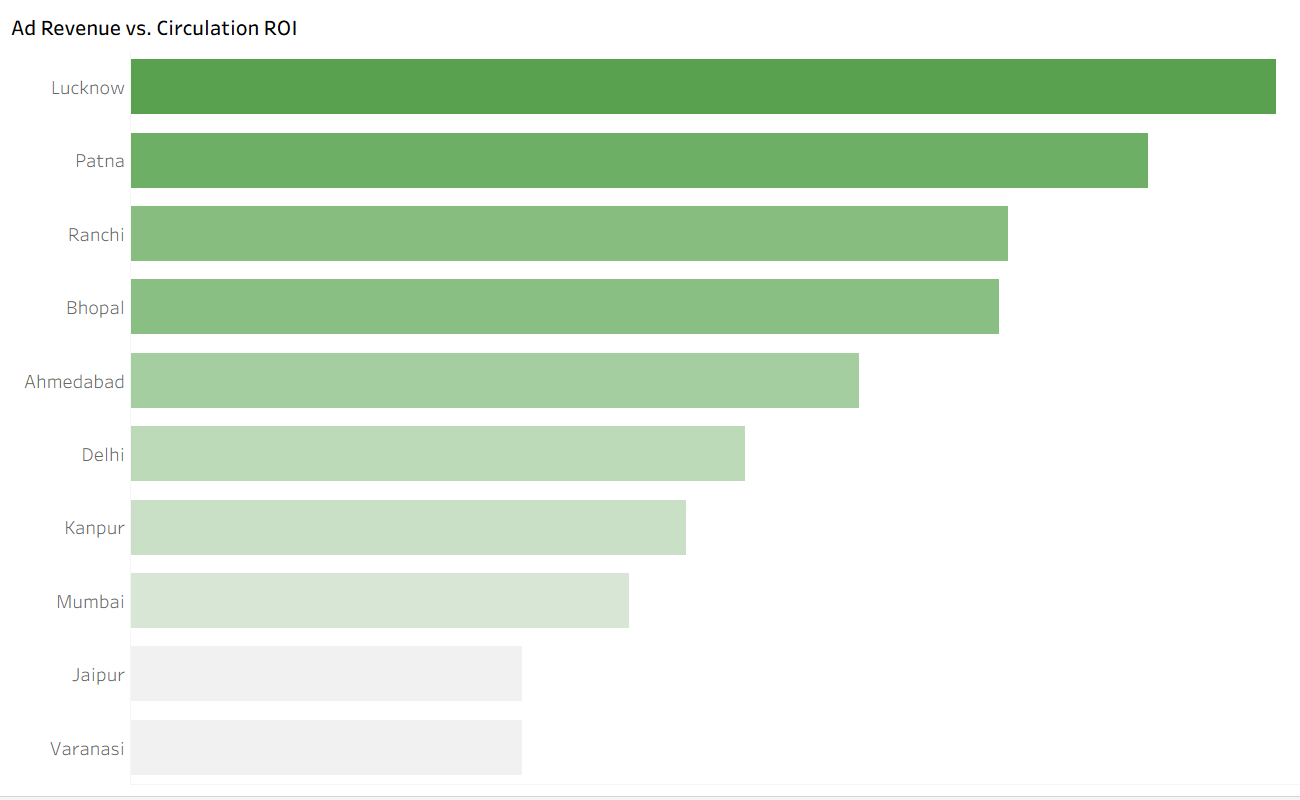 Ad Revenue vs. Circulation ROI
Lucknow
Patna
Ranchi
Bhopal
Ahmedabad
Delhi
Kanpur
Mumbai
Jaipur
Varanasi